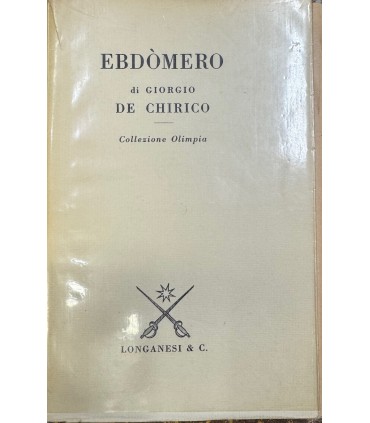 EBDÒMERO
di GIORGIO
DE CHIRICO
Collezione Olimpia
LONGANESI & C.